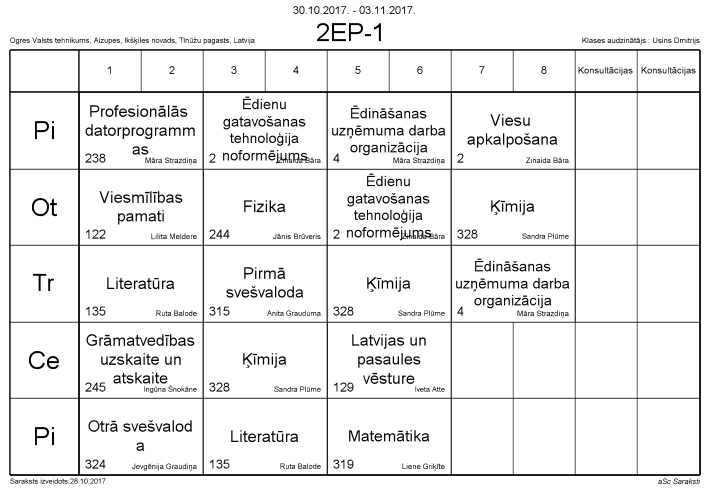 30.10.2017. - 03.11.2017.
2EP-1
Ogres Valsts tehnikums, Aizupes, Ikšķiles novads, Tīnūžu pagasts, Latvija
Klases audzinātājs : Usins Dmitrijs
1 2 3 4 5 6 7 8 Konsultācijas Konsultācijas
Pi
Profesionālās
datorprogramm
as
238 Māra Strazdiņa
Ēdienu
gatavošanas
tehnoloģija
noformējums
2 Zinaida Bāra
Ēdināšanas
uzņēmuma darba
organizācija
4 Māra Strazdiņa
Viesu
apkalpošana
2 Zinaida Bāra
Ot
Viesmīlības
pamati
122 Lilita Meldere
Fizika
244 Jānis Brūveris
Ēdienu
gatavošanas
tehnoloģija
noformējums
2 Zinaida Bāra
Ķīmija
328 Sandra Plūme
Tr
Literatūra
135 Ruta Balode
Pirmā
svešvaloda
315 Anita Grauduma
Ķīmija
328 Sandra Plūme
Ēdināšanas
uzņēmuma darba
organizācija
4 Māra Strazdiņa
Ce
Grāmatvedības
uzskaite un
atskaite
245 Ingūna Šnokāne
Ķīmija
328 Sandra Plūme
Latvijas un
pasaules
vēsture
129 Iveta Atte
Pi
Otrā svešvalod
a
324 Jevgēnija Graudiņa
Literatūra
135 Ruta Balode
Matemātika
319 Liene Griķīte
Saraksts izveidots:28.10.2017
aSc Saraksti